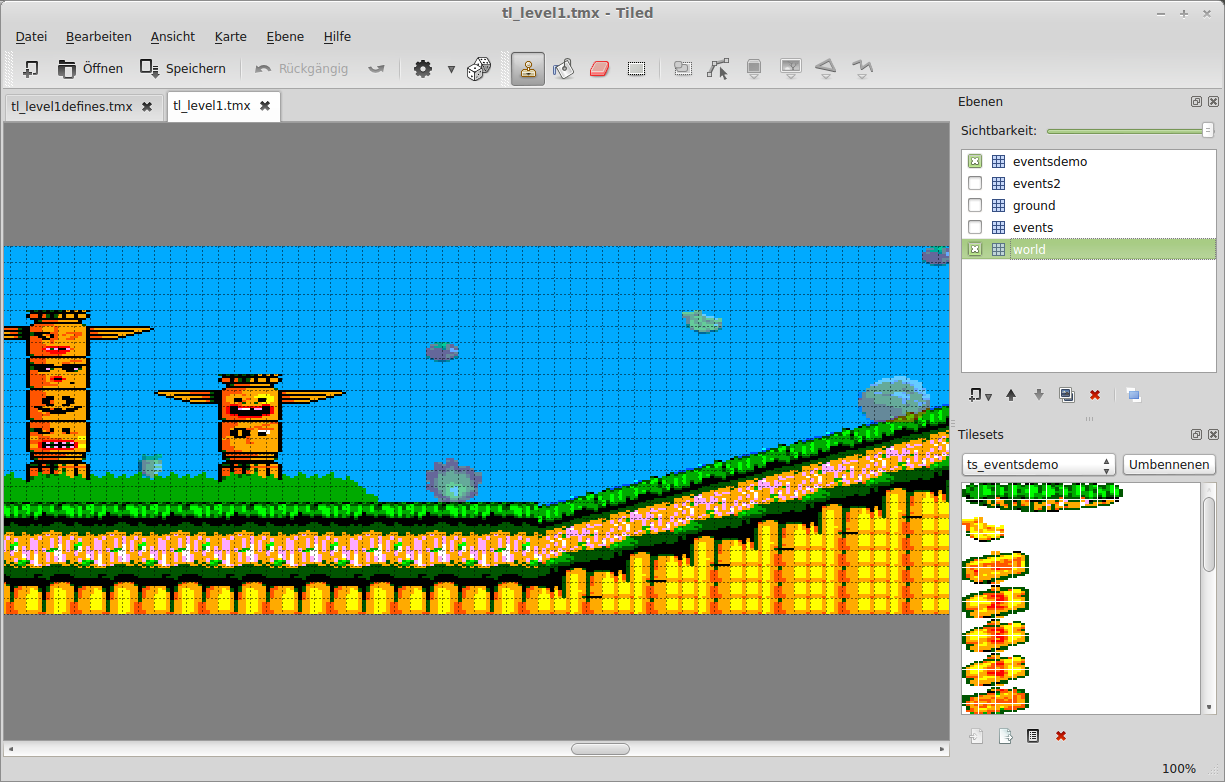 tl_level1.tmx - Tiled
Datei Bearbeiten Ansicht Karte Ebene Hilfe
Öffnen Speichern Rückgängig
tl_level1defines.tmx tl_level1.tmx
Ebenen
Sichtbarkeit:
eventsdemo
events2
ground
events
world
Tilesets
ts_eventsdemo Umbennenen
100%